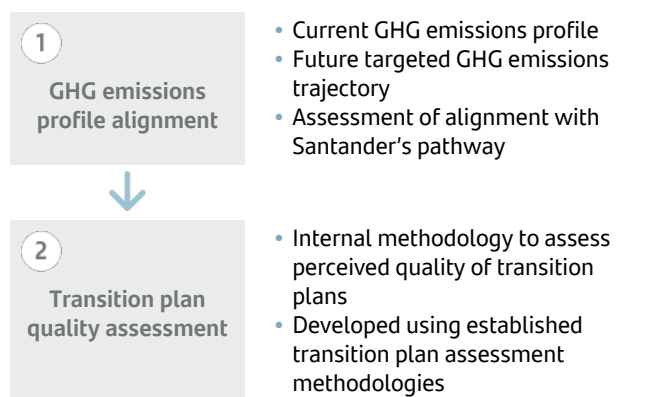 1
GHG emissions
profile alignment
• Current GHG emissions profile
• Future targeted GHG emissions
trajectory
• Assessment of alignment with
Santander’s pathway
2
Transition plan
quality assessment
• Internal methodology to assess
perceived quality of transition
plans
• Developed using established
transition plan assessment
methodologies